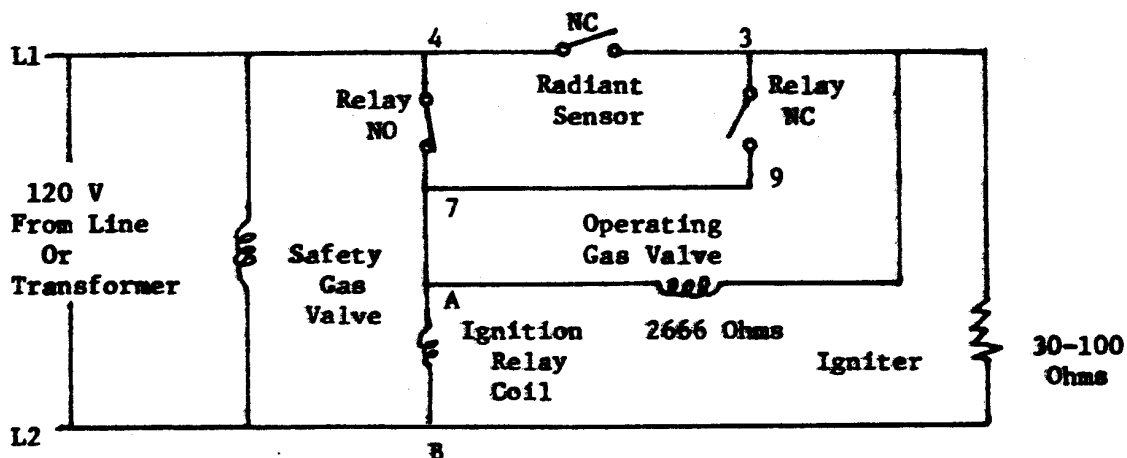 NC
L1
4
3
Relay
NO
Radiant
Sensor
Relay
NC
120 V
From Line
Or
Transformer
7
9
Safety
Gas
Valve
Operating
Gas Valve
A
2666 Ohms
Ignition
Relay
Coil
Igniter
30-100
Ohms
L2
B